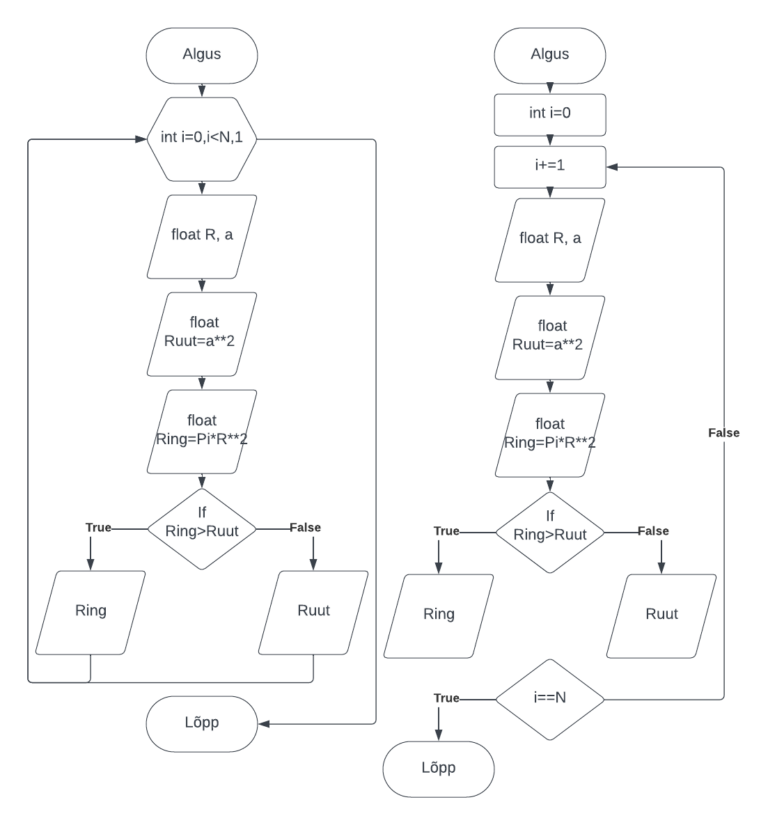 Algus
int i=0,i<N,1
float R, a
float
Ruut=a**2
float
Ring=Pi*R**2
If
Ring>Ruut
True
False
Ring
Ruut
Lõpp
Algus
int i=0
i+=1
float R, a
float
Ruut=a**2
float
Ring=Pi*R**2
False
If
Ring>Ruut
True
False
Ring
Ruut
i==N
True
Lõpp